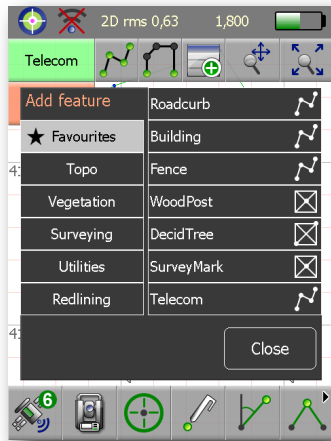 2D rms 0,63 1,800
Telecom
Add feature
Roadcurb
★ Favourites
Building
Topo
Fence
Vegetation
WoodPost
Surveying
DecidTree
Utilities
SurveyMark
Redlining
Telecom
Close
6